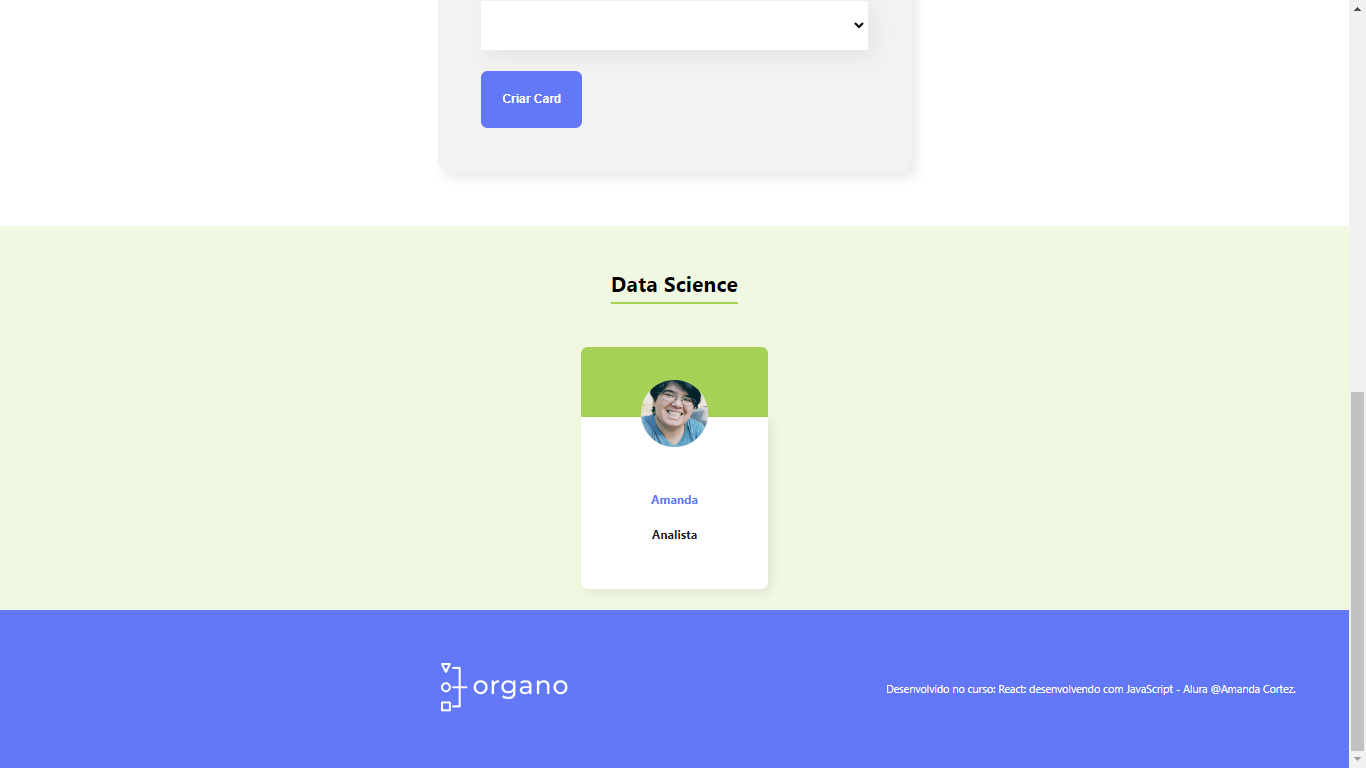 Criar Card
Data Science
Amanda
Analista
organo
Desenvolvido no curso: React: desenvolvendo com JavaScript - Alura @Amanda Cortez.